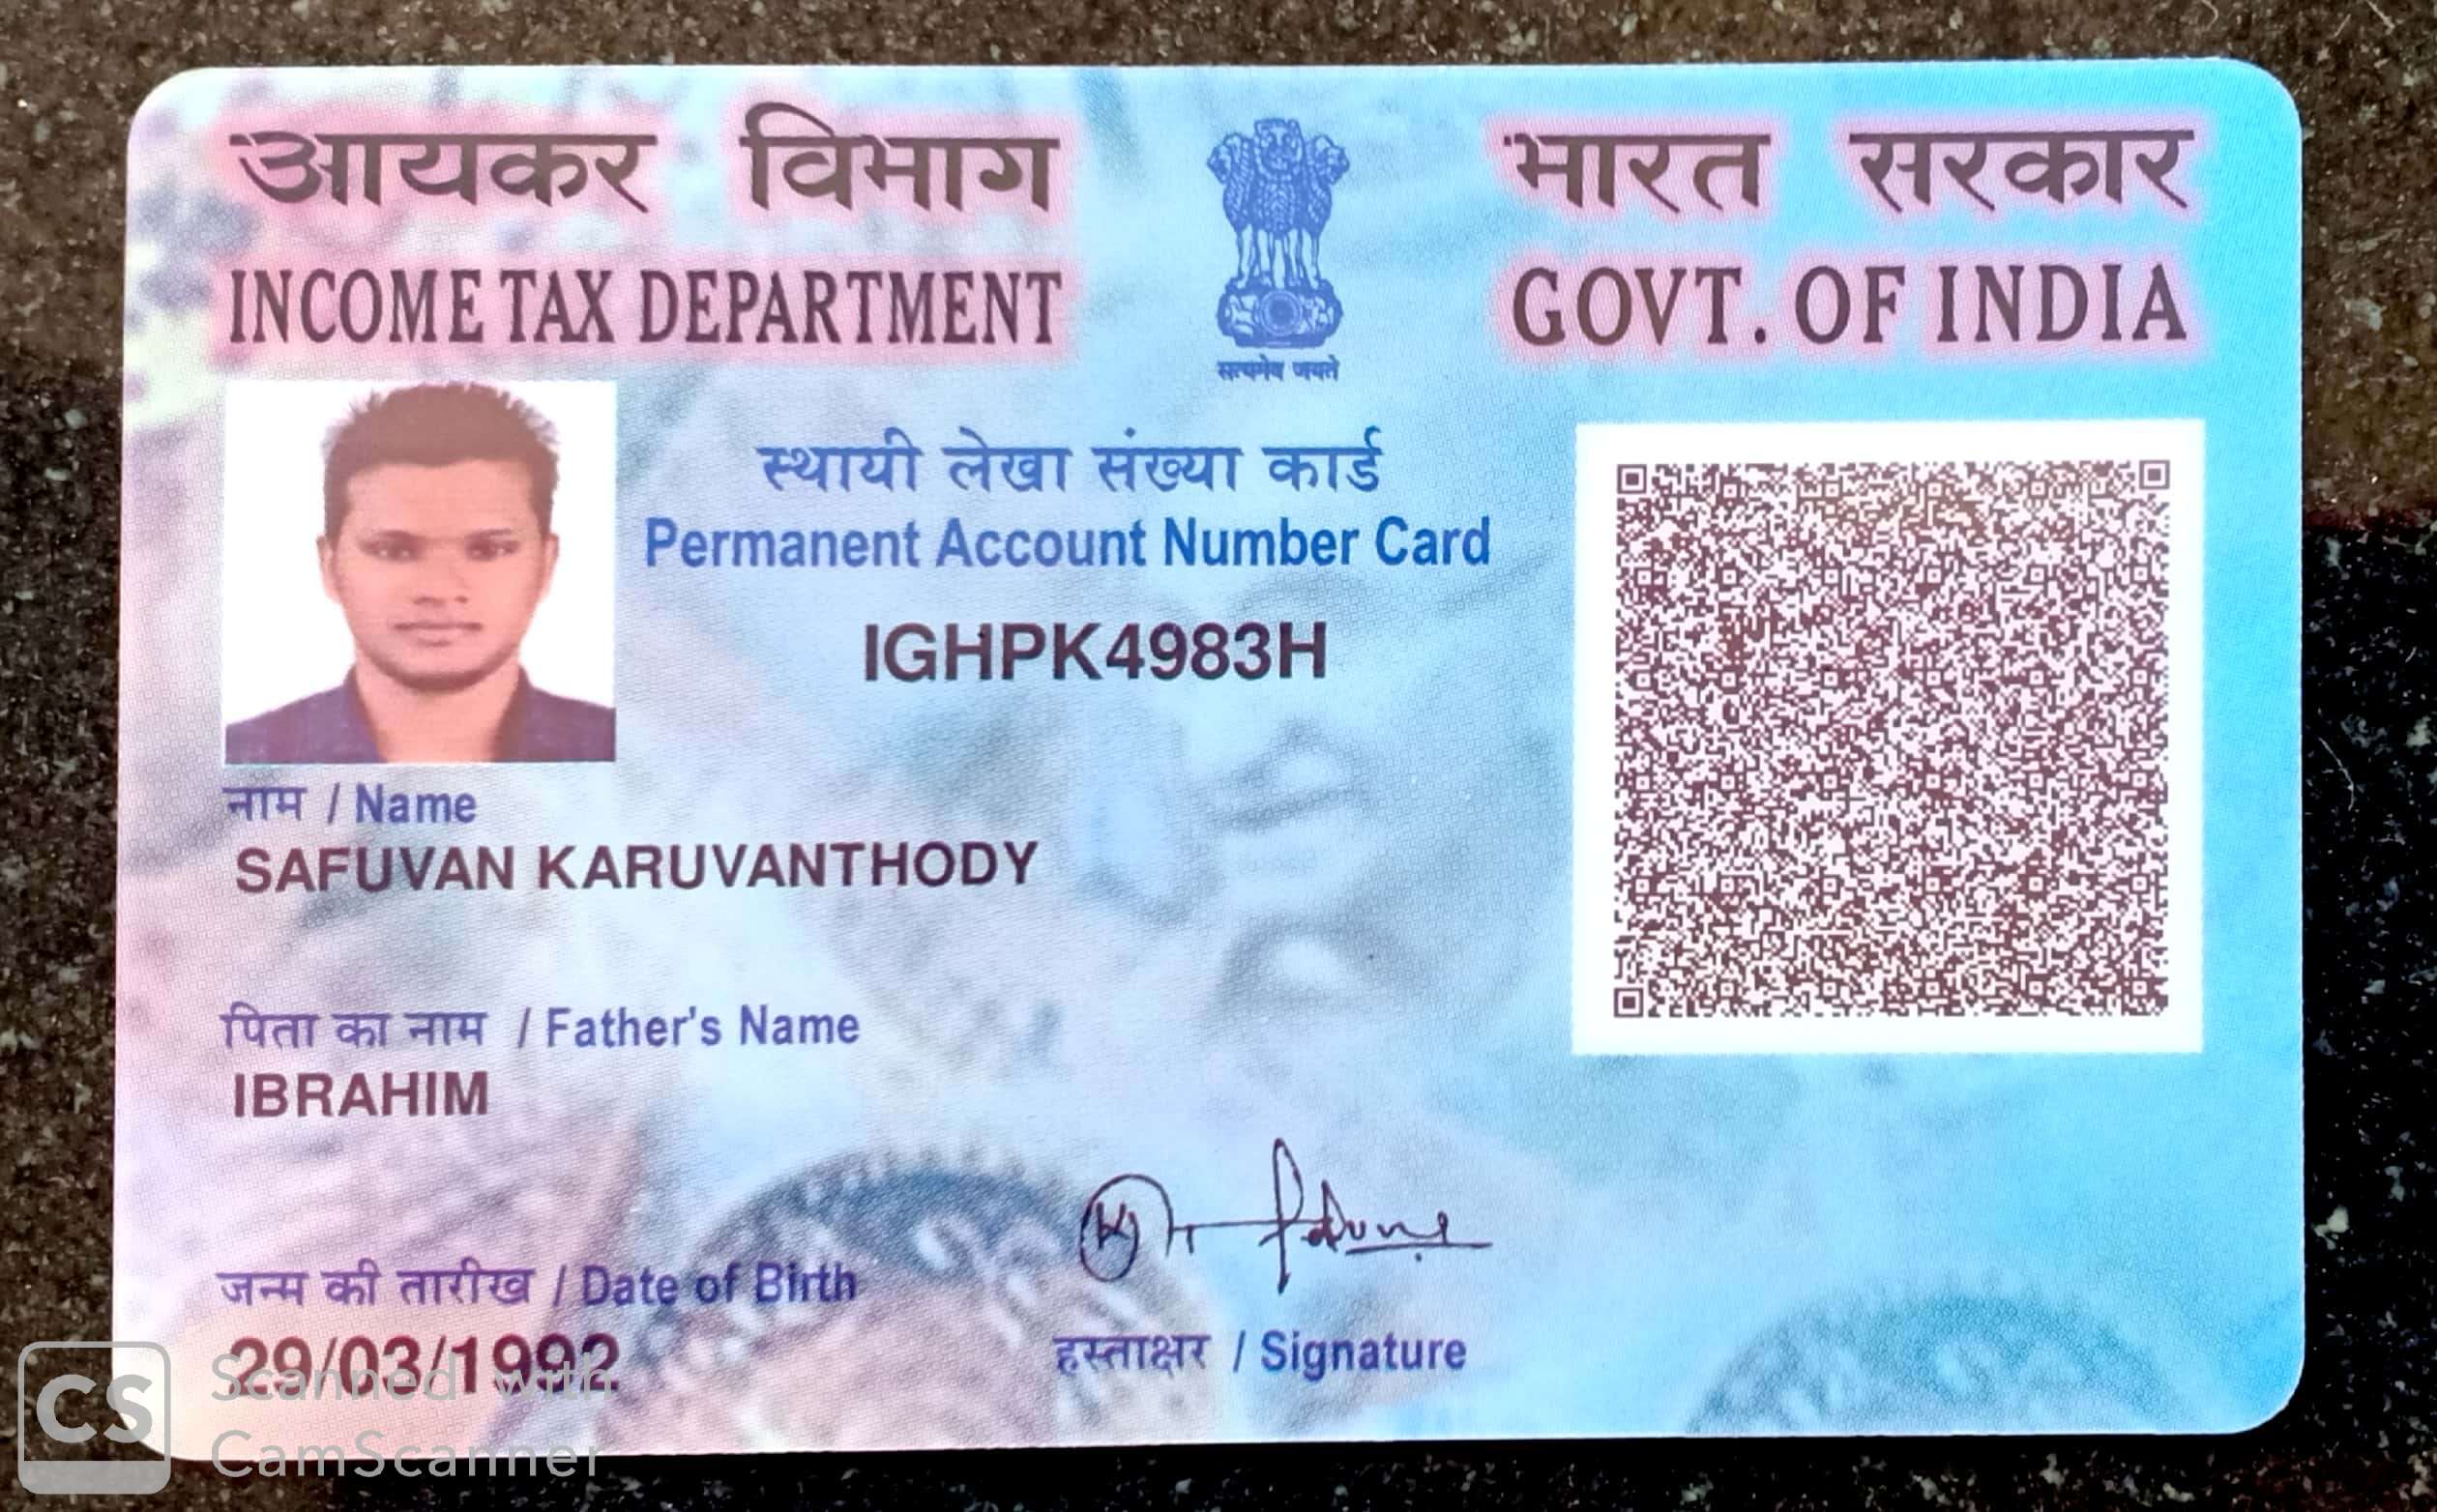 आयकर विभाग
INCOME TAX DEPARTMENT
सत्यमेव जयते
भारत सरकार
GOVT. OF INDIA
स्थायी लेखा संख्या कार्ड
Permanent Account Number Card
IGHPK4983H
नाम / Name
SAFUVAN KARUVANTHODY
पिता का नाम / Father's Name
IBRAHIM
जन्म की तारीख / Date of Birth
29/03/1992
हस्ताक्षर / Signature
CS
Scanned with
CamScanner